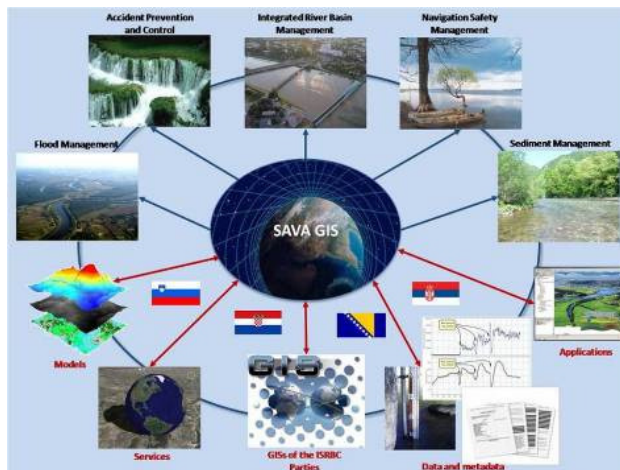 Accident Prevention
and Control
Integrated River Basin
Management
Navigation Safety
Management
Flood Management
Sediment Management
SAVA GIS
Models
Services
GIS
GISs of the ISRBC
Parties
Data and metadata
Applications